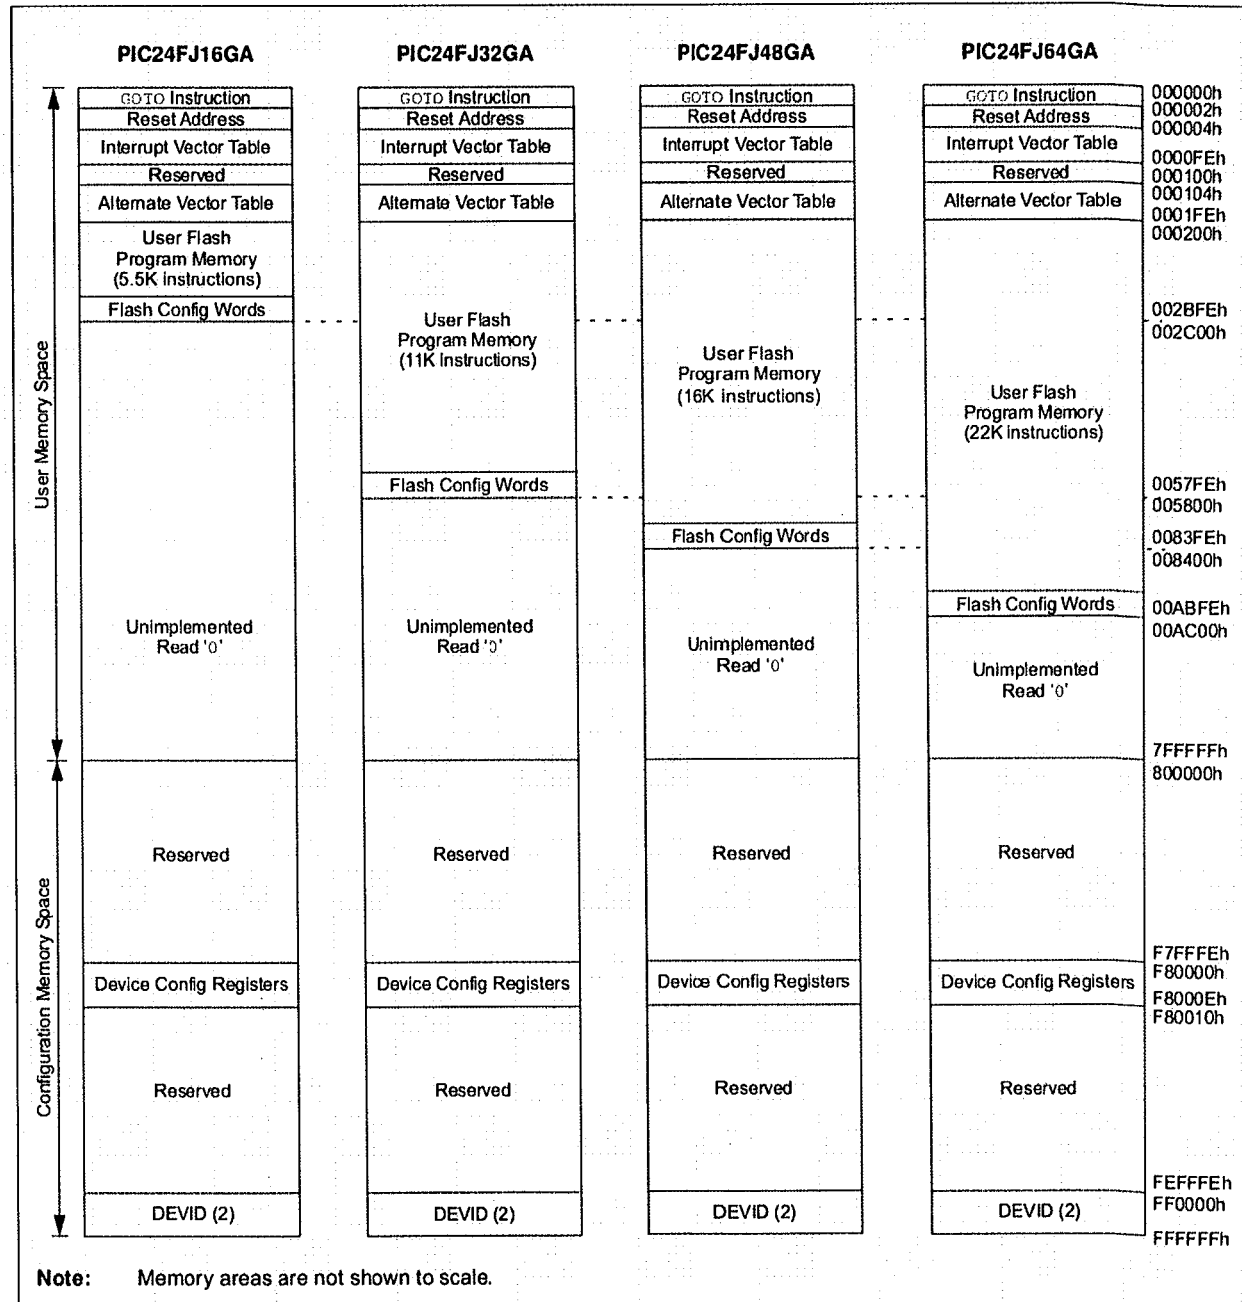 PIC24FJ16GA PIC24FJ32GA PIC24FJ48GA PIC24FJ64GA
GOTO Instruction GOTO Instruction GOTO Instruction GOTO Instruction 000000h
Reset Address Reset Address Reset Address Reset Address 000002h
000004h
Interrupt Vector Table Interrupt Vector Table Interrupt Vector Table Interrupt Vector Table
0000FEh
Reserved Reserved Reserved Reserved 000100h
000104h
Alternate Vector Table Alternate Vector Table Alternate Vector Table Alternate Vector Table
0001FEh
000200h
User Flash
Program Memory
(5.5K instructions)
Flash Config Words 002BFEh
002C00h
User Flash
Program Memory
(11K instructions)
User Flash
Program Memory
(16K instructions)
User Flash
Program Memory
(22K instructions)
User Memory Space
Flash Config Words 0057FEh
005800h
Flash Config Words 0083FEh
008400h
Flash Config Words 00ABFEh
00AC00h
Unimplemented
Read '0'
Unimplemented
Read '0'
Unimplemented
Read '0'
Unimplemented
Read '0'
7FFFFFh
800000h
Reserved Reserved Reserved Reserved
Configuration Memory Space
F7FFFEh
F80000h
Device Config Registers Device Config Registers Device Config Registers Device Config Registers
F8000Eh
F80010h
Reserved Reserved Reserved Reserved
FEFFFEh
FF0000h
DEVID (2) DEVID (2) DEVID (2) DEVID (2)
FFFFFFh
Note: Memory areas are not shown to scale.